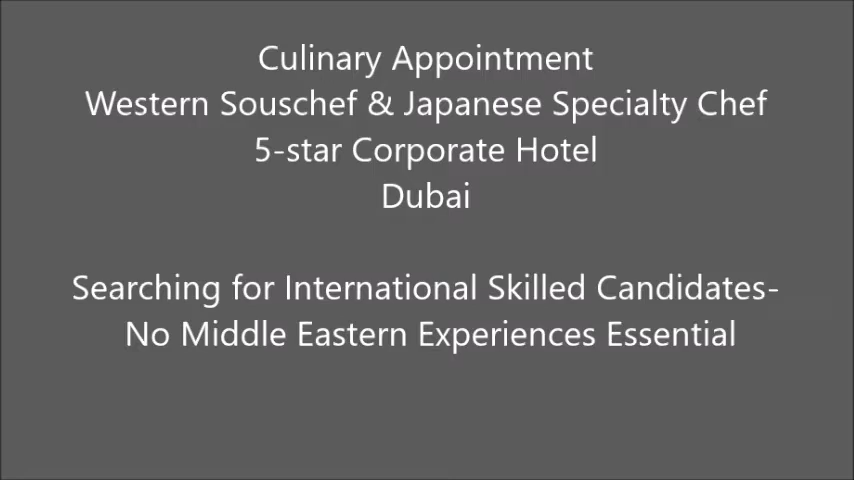 Culinary Appointment
Western Souschef & Japanese Specialty Chef
5-star Corporate Hotel
Dubai
Searching for International Skilled Candidates-
No Middle Eastern Experiences Essential